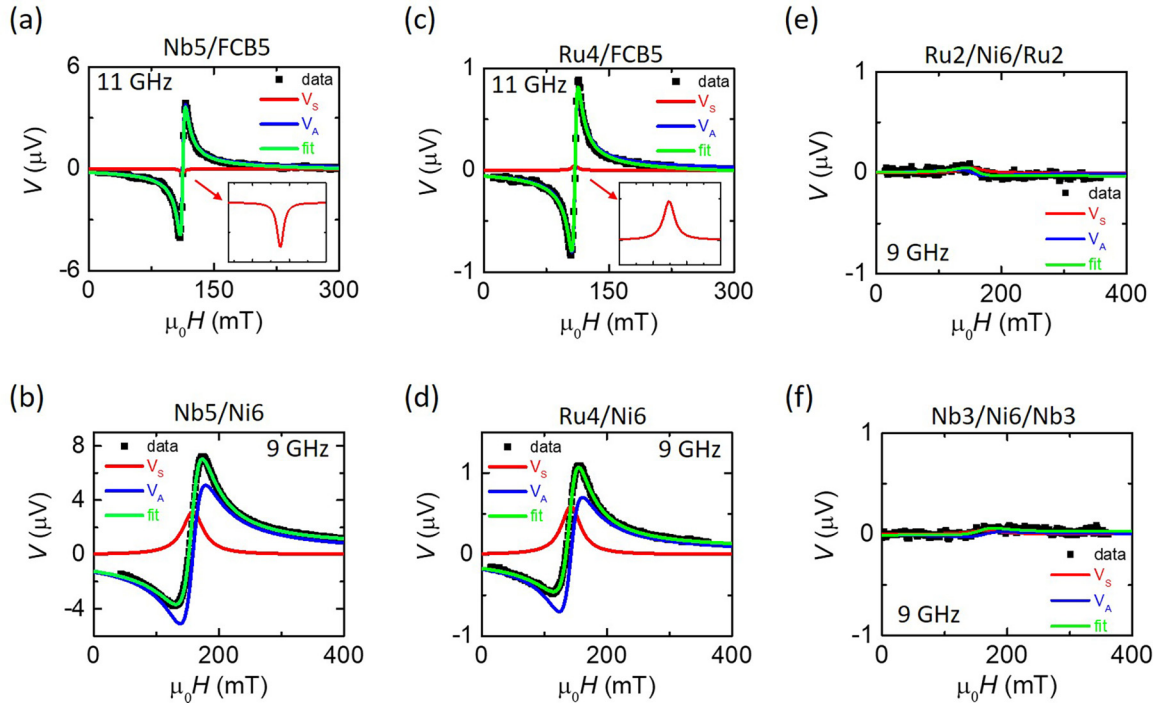 (a)
Nb5/FCB5
11 GHz
data
V_S
V_A
fit
6
0
-6
V (μV)
0
150
300
μ₀H (mT)
(c)
Ru4/FCB5
11 GHz
data
V_S
V_A
fit
1
0
-1
V (μV)
0
150
300
μ₀H (mT)
(e)
Ru2/Ni6/Ru2
1
0
-1
V (μV)
data
V_S
V_A
fit
9 GHz
0
200
400
μ₀H (mT)
(b)
Nb5/Ni6
data
V_S
V_A
fit
9 GHz
8
4
0
-4
V (μV)
0
200
400
μ₀H (mT)
(d)
Ru4/Ni6
data
V_S
V_A
fit
9 GHz
1
0
-1
V (μV)
0
200
400
μ₀H (mT)
(f)
Nb3/Ni6/Nb3
1
0
-1
V (μV)
data
V_S
V_A
fit
9 GHz
0
200
400
μ₀H (mT)